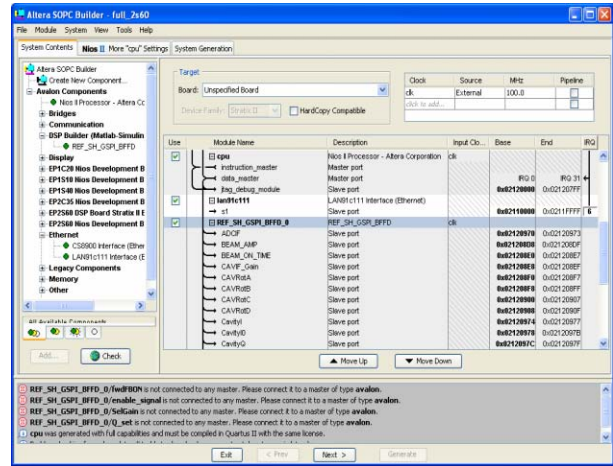 Altera SOPC Builder - full_2s60
File Module System View Tools Help
System Contents Nios II More "cpu" Settings System Generation
Altera SOPC Builder
Create New Component...
Avalon Components
Nios II Processor - Altera Co
Bridges
Communication
DSP Builder (Matlab-Simulin
REF_SH_GSPI_BFFD
Display
EP1C20 Nios Development B
EP1S10 Nios Development B
EP1S40 Nios Development B
EP2C35 Nios Development B
EP2S60 DSP Board Stratix II E
EP2S60 Nios Development B
Ethernet
CS8900 Interface (Ether
LAN91c111 Interface (E
Legacy Components
Memory
Other
All Available Components
Add... Check
Target
Board: Unspecified Board
Device Family: Stratix II HardCopy Compatible
Clock Source MHz Pipeline
clk External 100.0
click to add...
Use Module Name Description Input Clo... Base End IRQ
cpu Nios II Processor - Altera Corporation clk
instruction_master Master port
data_master Master port IRQ 0 IRQ 31
jtag_debug_module Slave port 0x02120000 0x021207FF
lan91c111 LAN91c111 Interface (Ethernet)
s1 Slave port 0x02110000 0x0211FFFF 6
REF_SH_GSPI_BFFD_0 REF_SH_GSPI_BFFD clk
ADCIF Slave port 0x02120970 0x02120973
BEAM_AMP Slave port 0x021208D8 0x021208DF
BEAM_ON_TIME Slave port 0x021208E0 0x021208E7
CAVIF_Gain Slave port 0x021208E8 0x021208EF
CAVRotA Slave port 0x021208F0 0x021208F7
CAVRotB Slave port 0x021208F8 0x021208FF
CAVRotC Slave port 0x02120900 0x02120907
CAVRotD Slave port 0x02120908 0x0212090F
CavityI Slave port 0x02120974 0x02120977
CavityID Slave port 0x02120978 0x0212097B
CavityQ Slave port 0x0212097C 0x0212097F
Move Up Move Down
REF_SH_GSPI_BFFD_0/fwdFBON is not connected to any master. Please connect it to a master of type avalon.
REF_SH_GSPI_BFFD_0/enable_signal is not connected to any master. Please connect it to a master of type avalon.
REF_SH_GSPI_BFFD_0/SelGain is not connected to any master. Please connect it to a master of type avalon.
REF_SH_GSPI_BFFD_0/Q_set is not connected to any master. Please connect it to a master of type avalon.
cpu was generated with full capabilities and must be compiled in Quartus II with the same license.
Exit < Prev Next > Generate